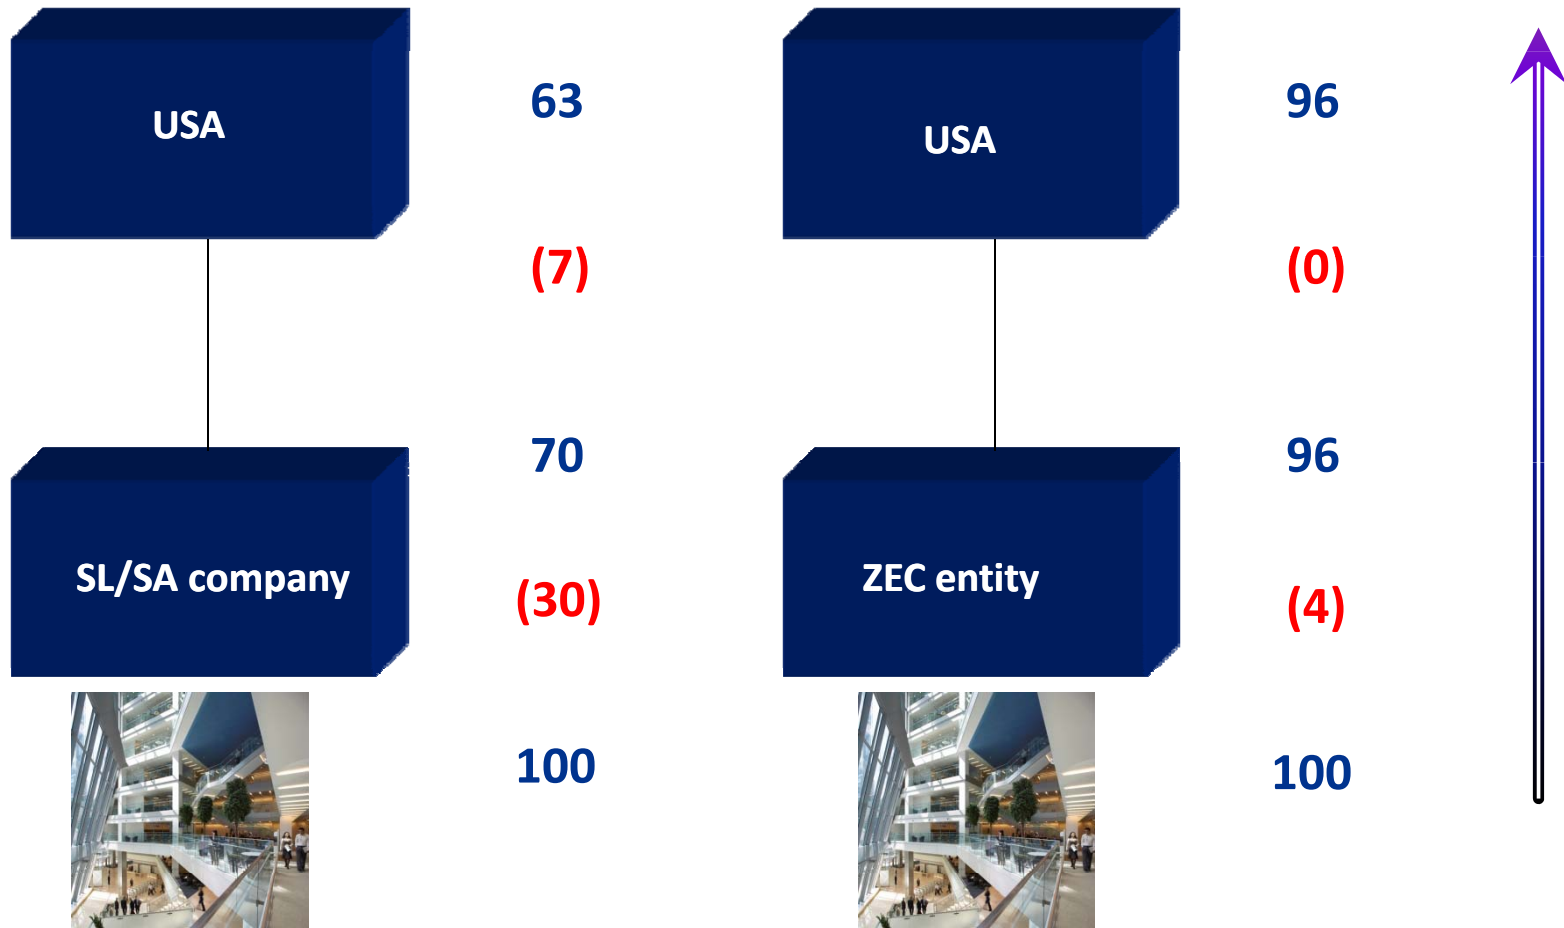 USA
63
(7)
70
SL/SA company
(30)
100
USA
96
(0)
96
ZEC entity
(4)
100